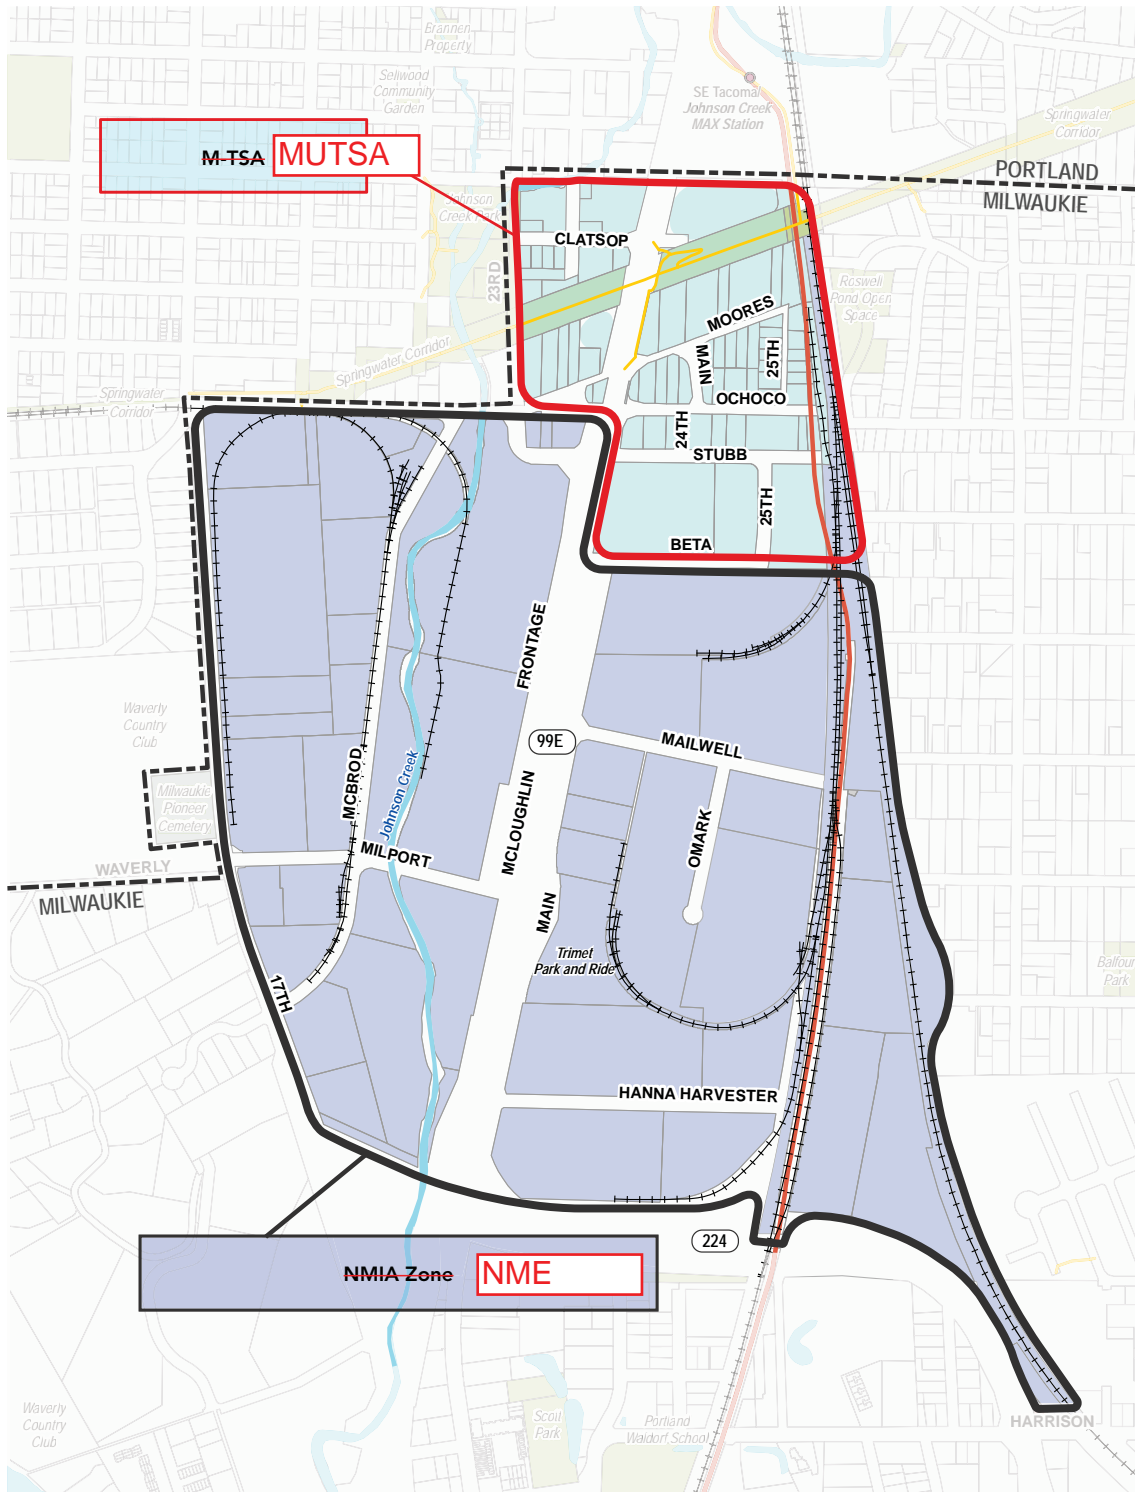 Brannen
Property
Sellwood
Community
Garden
SE Tacoma/
Johnson Creek
MAX Station
Springwater
Corridor
M-TSA
MUTSA
PORTLAND
MILWAUKIE
Johnson
Creek Park
CLATSOP
23RD
Roswell
Pond Open
Space
MOORES
MAIN
25TH
Springwater Corridor
Springwater
Corridor
OCHOCO
24TH
STUBB
25TH
BETA
FRONTAGE
Waverly
Country
Club
99E
MAILWELL
MCBROD
Johnson Creek
Milwaukie
Pioneer
Cemetery
MCLOUGHLIN
OMARK
MILPORT
WAVERLY
MILWAUKIE
MAIN
Trimet
Park and Ride
Balfour
Park
17TH
HANNA HARVESTER
224
NMIA Zone
NME
Waverly
Country
Club
Scott
Park
Portland
Waldorf School
HARRISON